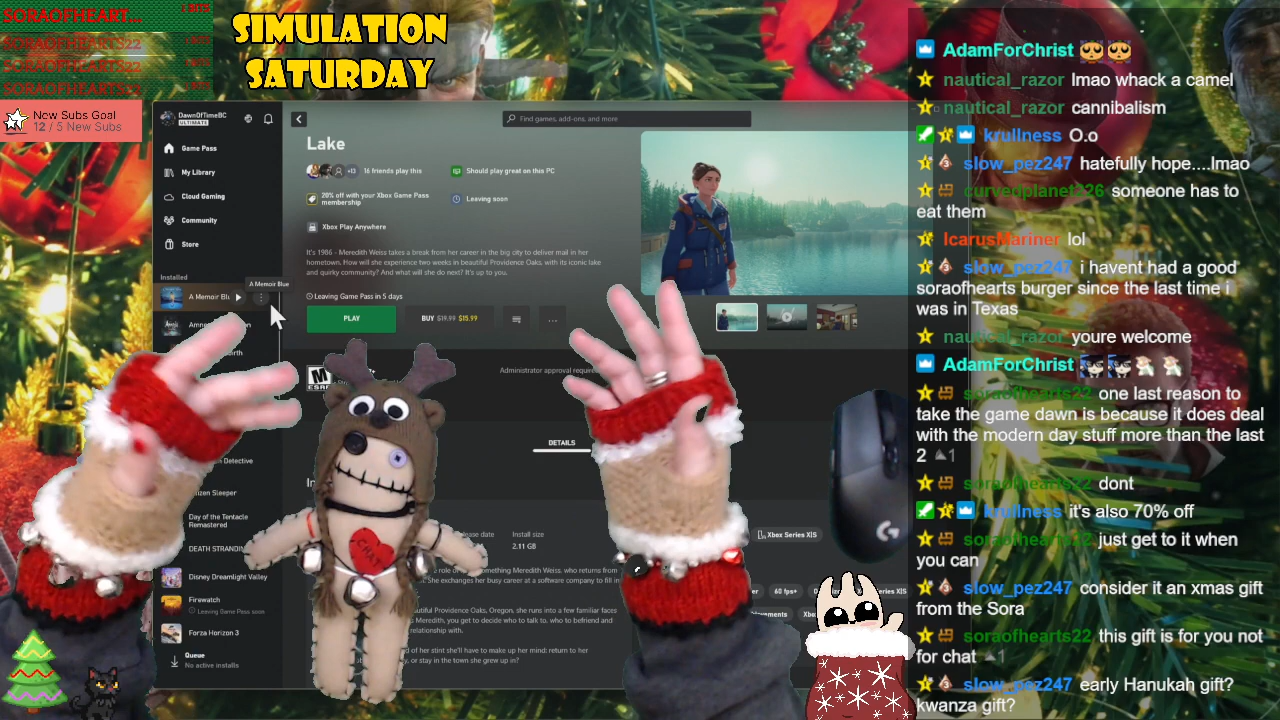 SORAOFHEART...
SORAOFHEARTS22
SORAOFHEARTS22
SORAOFHEARTS22
New Subs Goal
12 / 5 New Subs
SIMULATION
SATURDAY
DawnOfTimeBC
ULTIMATE
Game Pass
My Library
Cloud Gaming
Community
Store
Installed
A Memoir Blue
A Memoir Blu
Citizen Sleeper
Day of the Tentacle
Remastered
DEATH STRANDIN
Disney Dreamlight Valley
Firewatch
Leaving Game Pass soon
Forza Horizon 3
Queue
No active installs
Find games, add-ons, and more
Lake
+13
16 friends play this
Should play great on this PC
20% off with your Xbox Game Pass
membership
Leaving soon
Xbox Play Anywhere
It's 1986 - Meredith Weiss takes a break from her career in the big city to deliver mail in her
hometown. How will she experience two weeks in beautiful Providence Oaks, with its iconic lake
and quirky community? And what will she do next? It's up to you.
Leaving Game Pass in 5 days
PLAY
BUY $19.99 $15.99
...
M
Administrator approval require
DETAILS
Install size
2.11 GB
Xbox Series X|S
60 fps+
AdamForChrist
nautical_razor lmao whack a camel
nautical_razor cannibalism
krullness O.o
slow_pez247 hatefully hope....lmao
curvedplanet226 someone has to
eat them
IcarusMariner lol
slow_pez247 i havent had a good
soraofhearts burger since the last time i
was in Texas
nautical_razor youre welcome
AdamForChrist
soraofhearts22 one last reason to
take the game dawn is because it does deal
with the modern day stuff more than the last
2 ▲1
soraofhearts22 dont
krullness it's also 70% off
soraofhearts22 just get to it when
you can
slow_pez247 consider it an xmas gift
from the Sora
soraofhearts22 this gift is for you not
for chat ▲1
slow_pez247 early Hanukah gift?
kwanza gift?